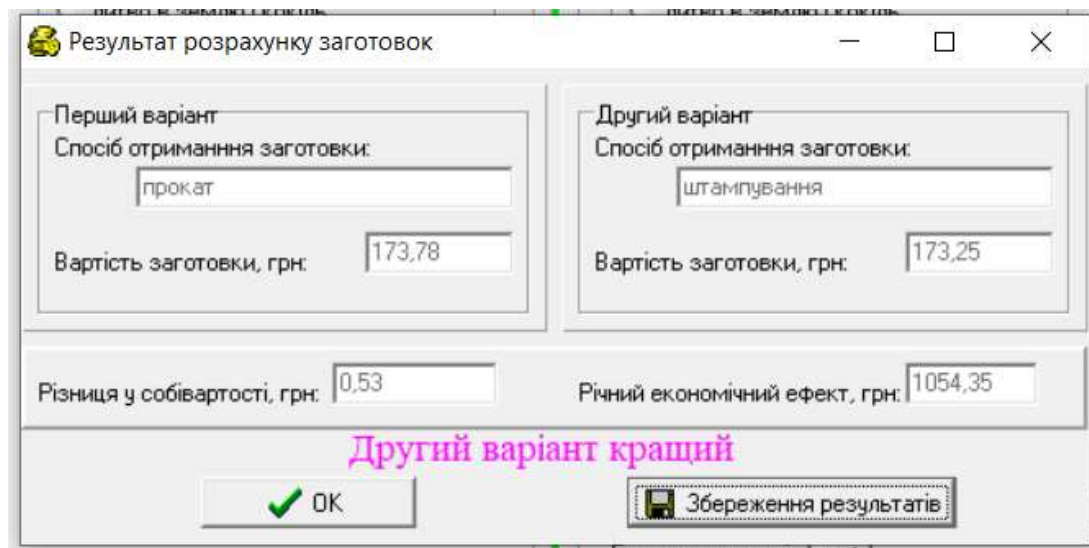 Результат розрахунку заготовок
Перший варіант
Спосіб отриманння заготовки:
прокат
Вартість заготовки, грн:
173,78
Другий варіант
Спосіб отриманння заготовки:
штампування
Вартість заготовки, грн:
173,25
Різниця у собівартості, грн:
0,53
Річний економічний ефект, грн:
1054,35
Другий варіант кращий
OK
Збереження результатів